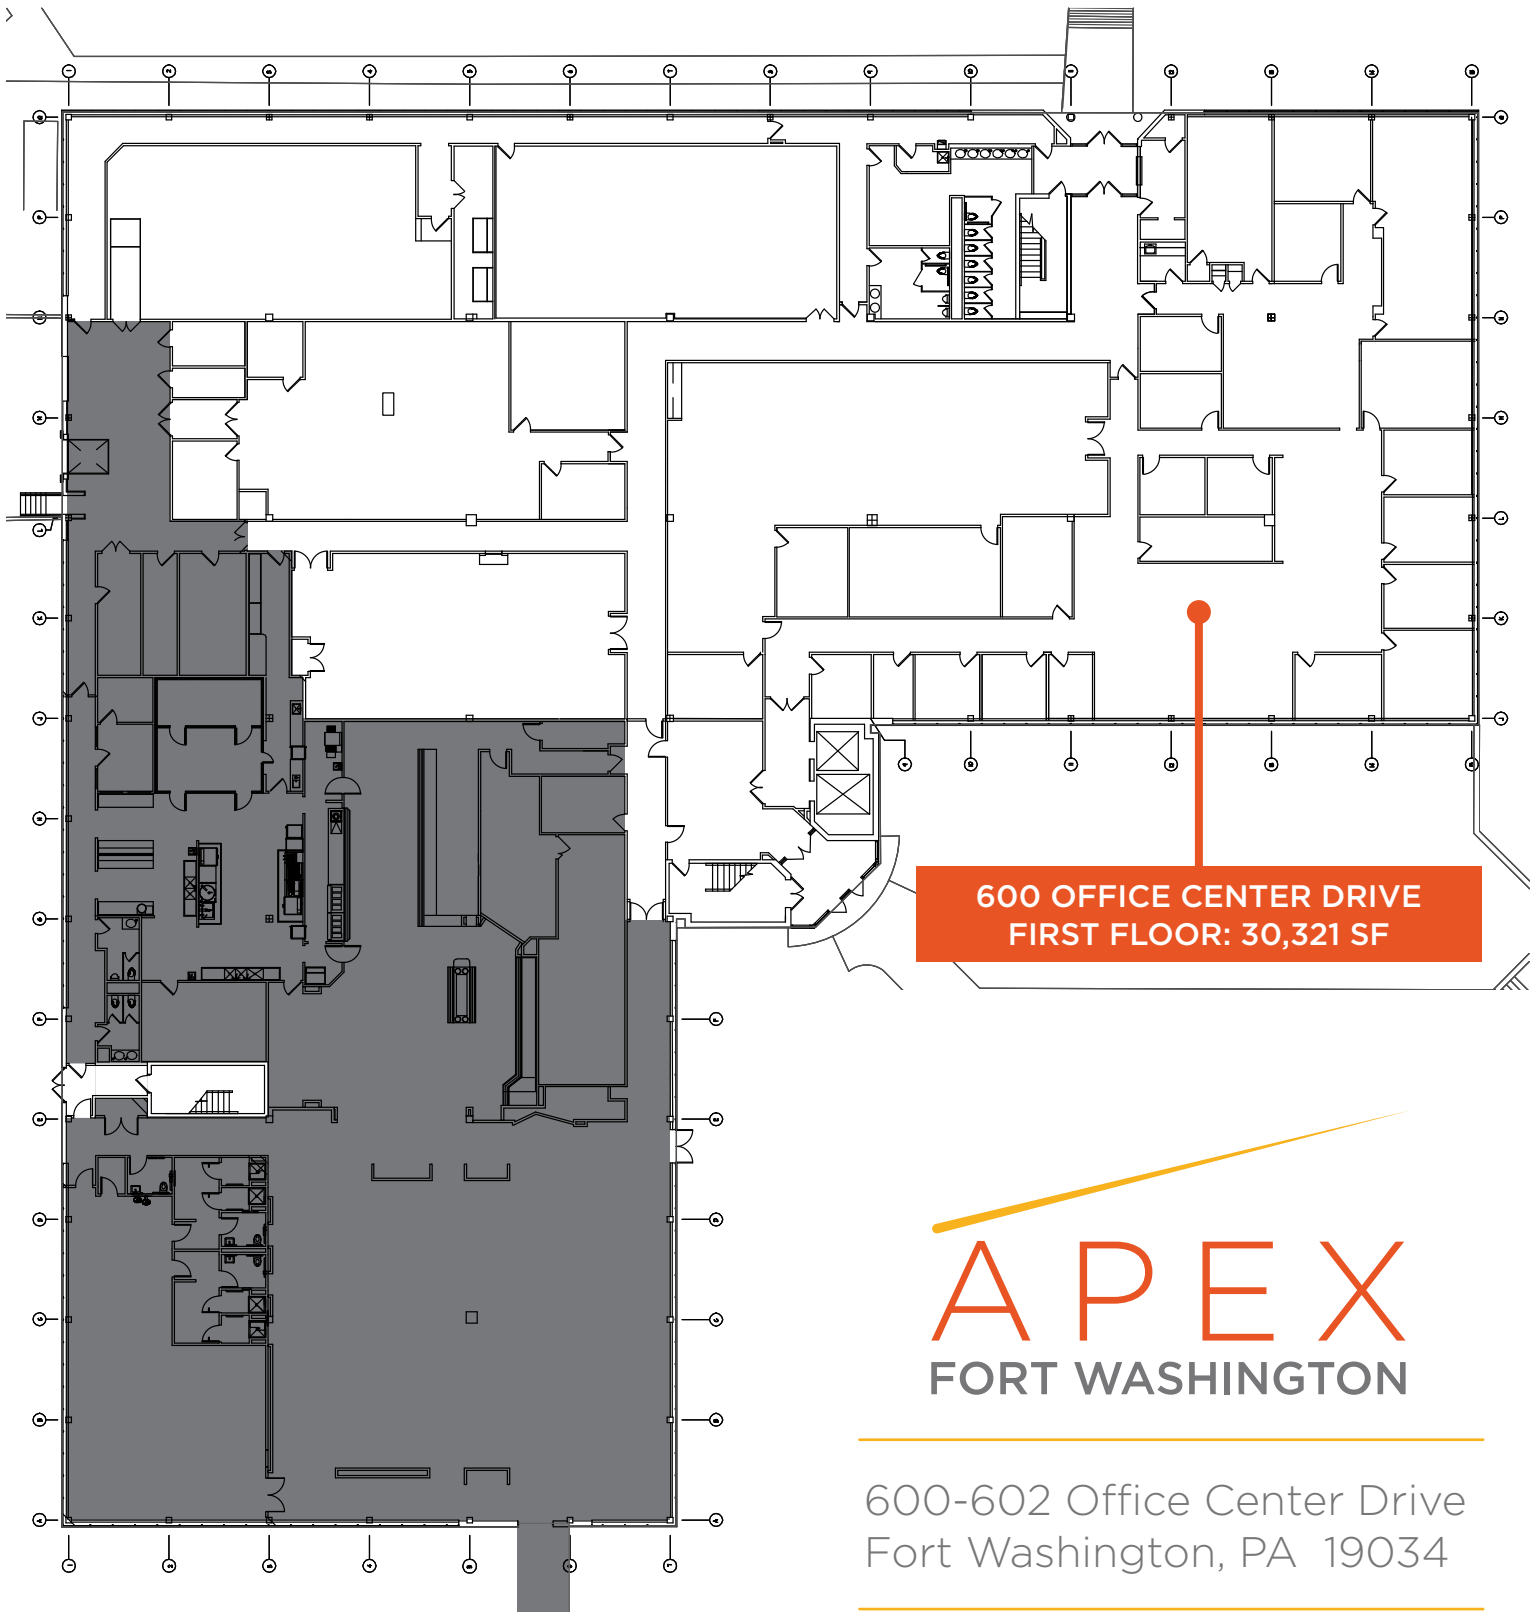 600 OFFICE CENTER DRIVE
FIRST FLOOR: 30,321 SF
APEX
FORT WASHINGTON
600-602 Office Center Drive
Fort Washington, PA 19034